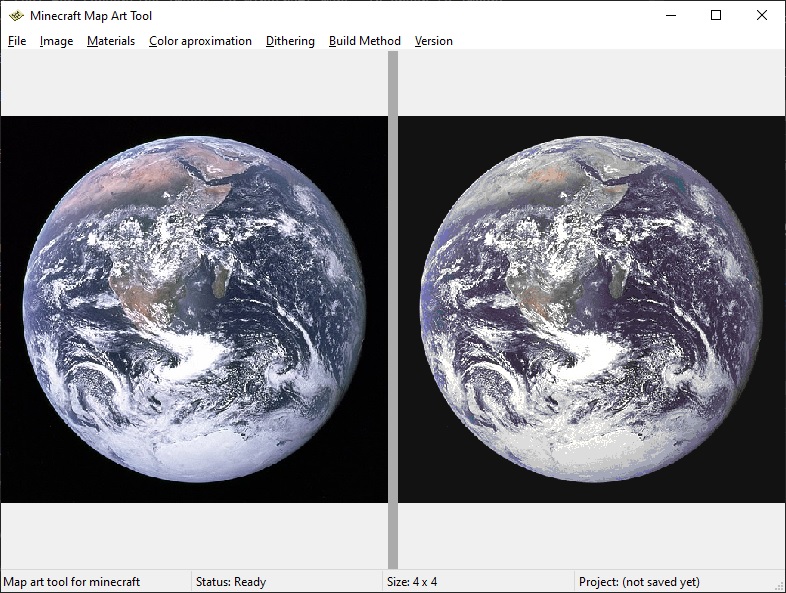 Minecraft Map Art Tool
File Image Materials Color aproximation Dithering Build Method Version
Map art tool for minecraft Status: Ready Size: 4 x 4 Project: (not saved yet)